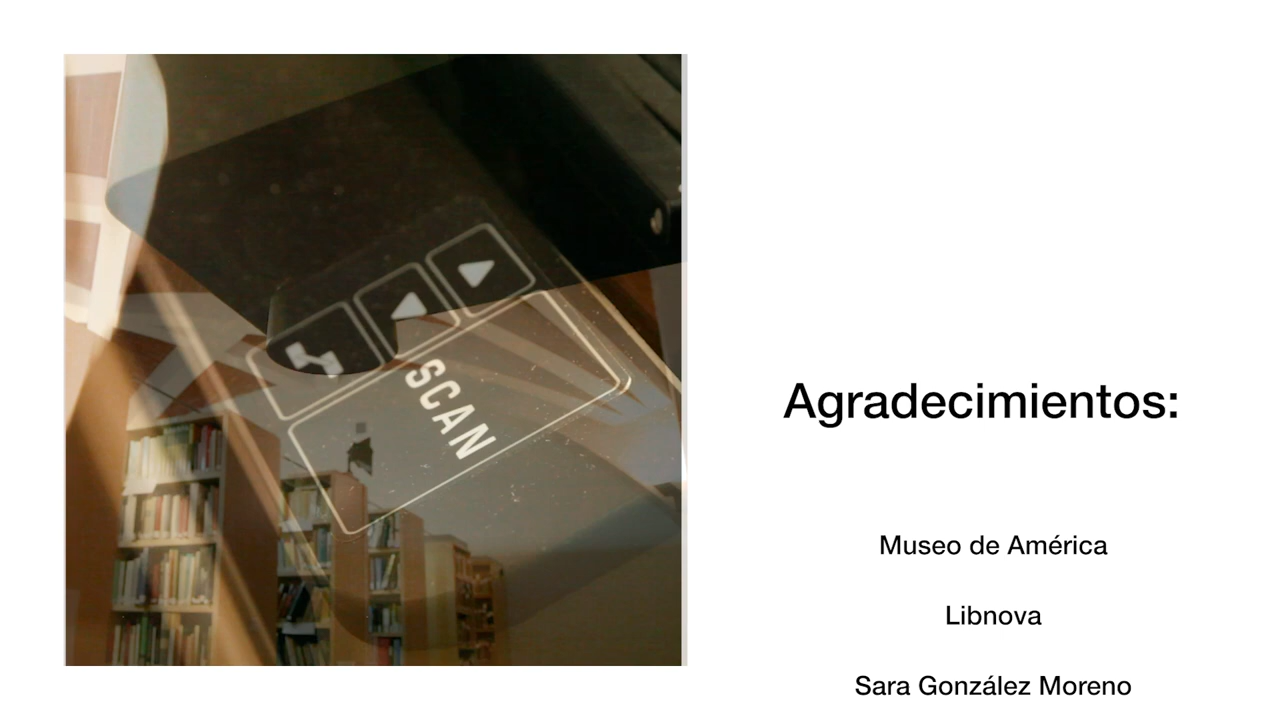 SCAN
Agradecimientos:
Museo de América
Libnova
Sara González Moreno